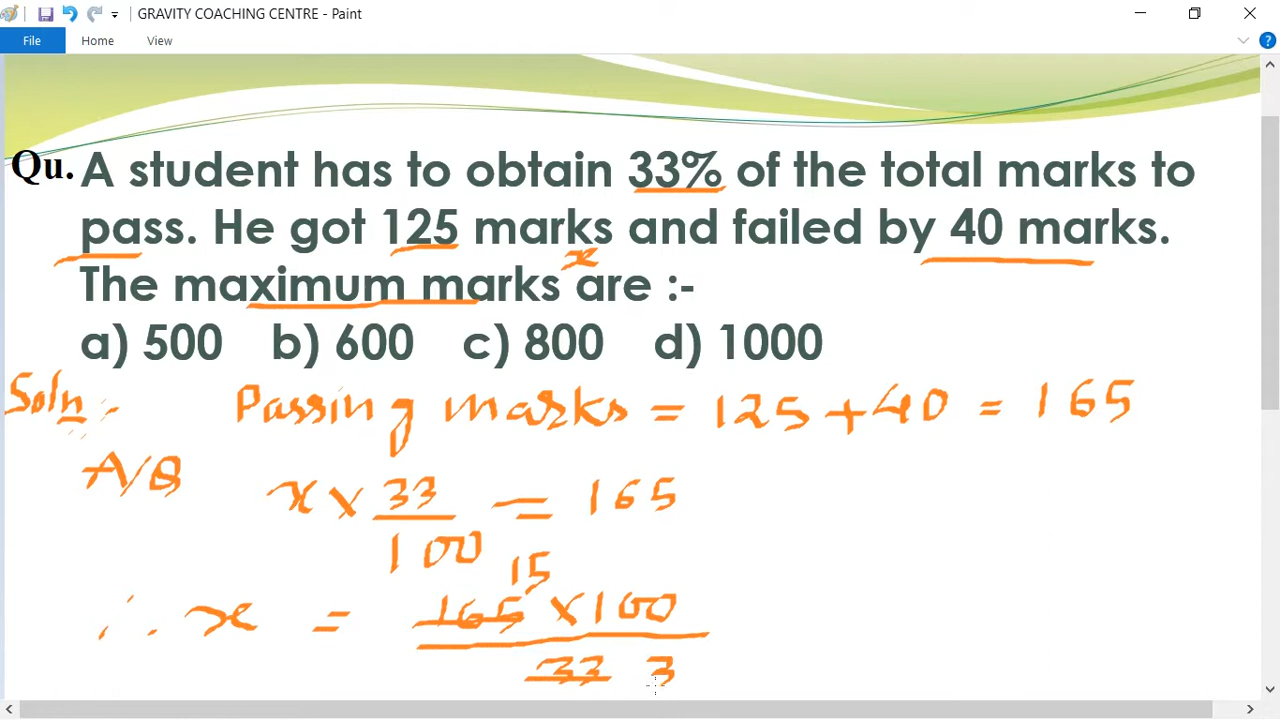 GRAVITY COACHING CENTRE - Paint
File Home View
Qu. A student has to obtain 33% of the total marks to
pass. He got 125 marks and failed by 40 marks.
x
The maximum marks are :-
a) 500 b) 600 c) 800 d) 1000
Soln :- Passing marks = 125 + 40 = 165
A/Q x × 33/100 = 165
15
∴ x = 165 × 100
33 3